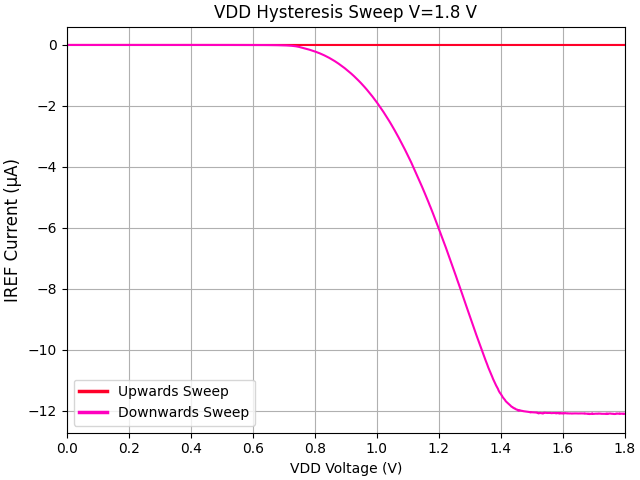 VDD Hysteresis Sweep V=1.8 V
IREF Current (μA)
0
−2
−4
−6
−8
−10
−12
Upwards Sweep
Downwards Sweep
0.0 0.2 0.4 0.6 0.8 1.0 1.2 1.4 1.6 1.8
VDD Voltage (V)